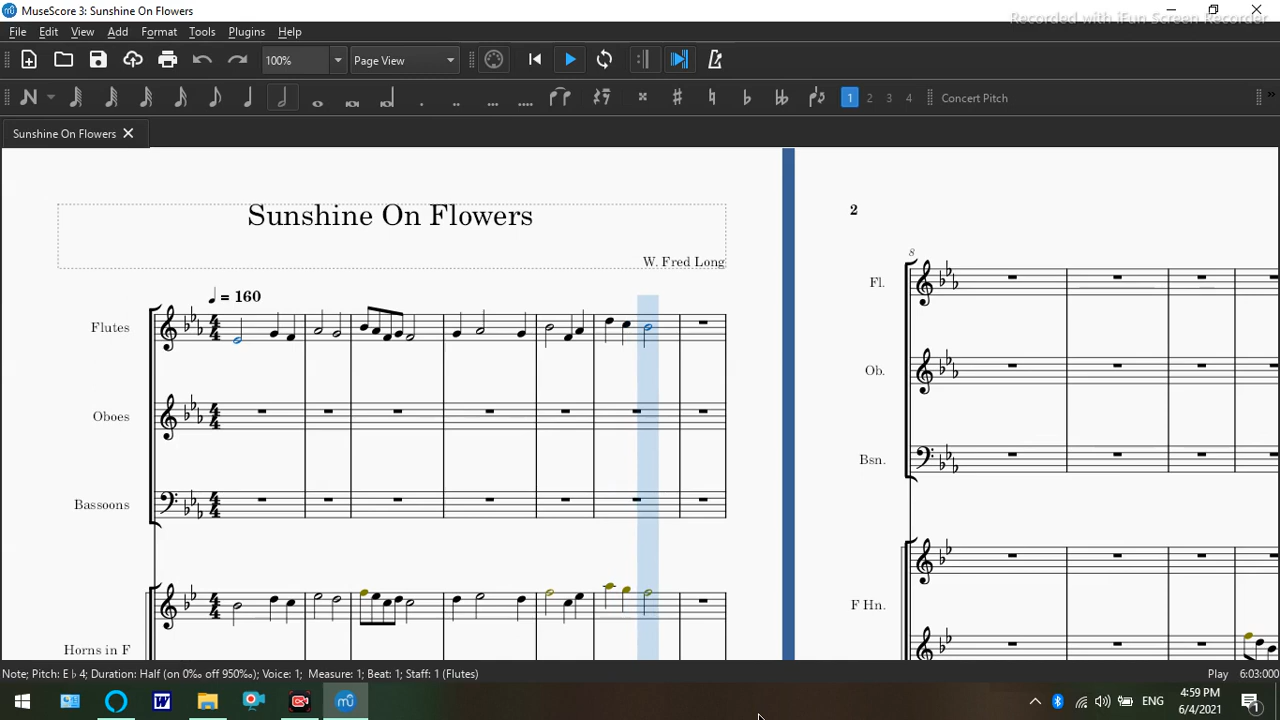 MuseScore 3: Sunshine On Flowers
Recorded with iFun Screen Recorder
File Edit View Add Format Tools Plugins Help
100% Page View
1 2 3 4 Concert Pitch
Sunshine On Flowers
Sunshine On Flowers
W. Fred Long
= 160
Flutes
Oboes
Bassoons
Horns in F
2
8
Fl.
Ob.
Bsn.
F Hn.
Note; Pitch: E♭4; Duration: Half (on 0‰ off 950‰); Voice: 1; Measure: 1; Beat: 1; Staff: 1 (Flutes)
Play 6:03:000
ENG
4:59 PM
6/4/2021